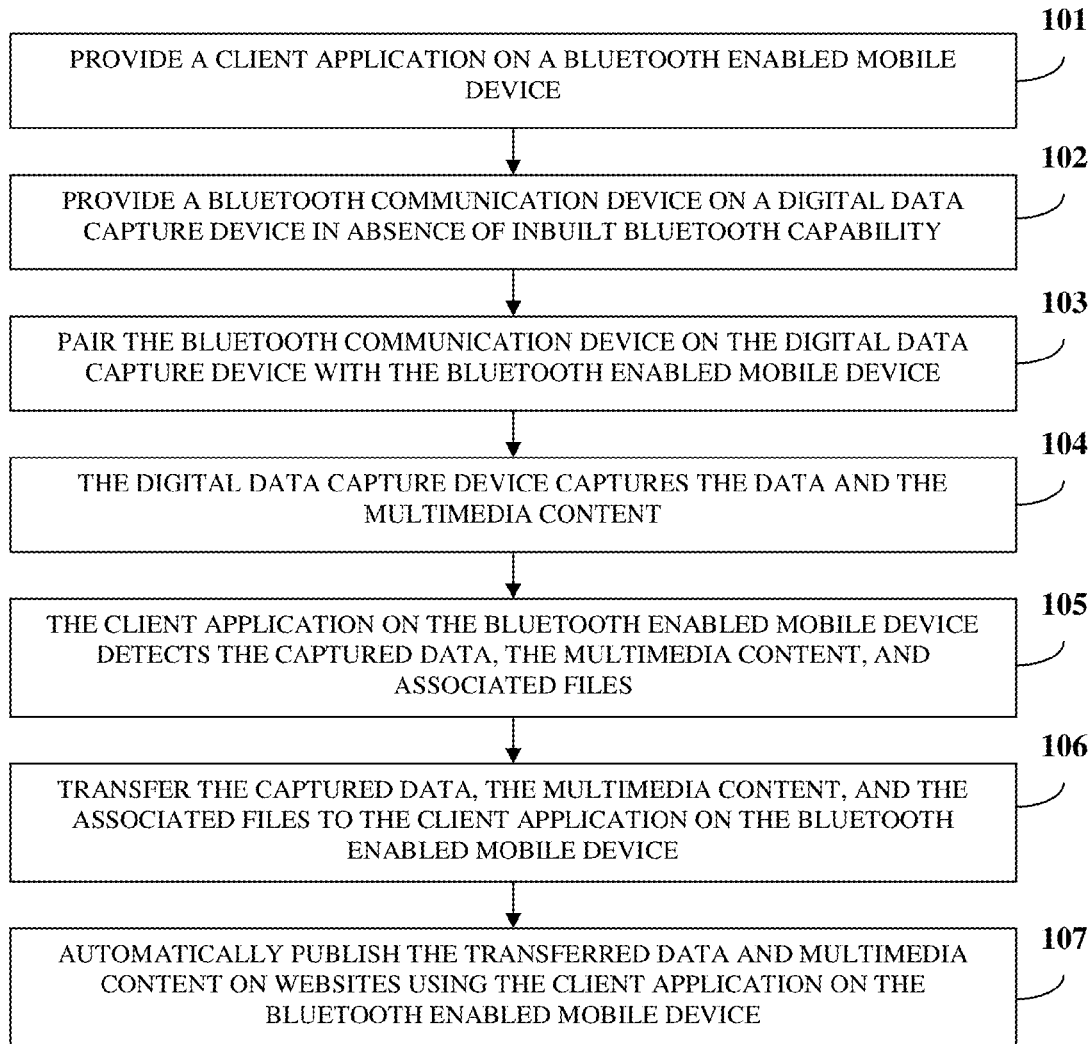 101
PROVIDE A CLIENT APPLICATION ON A BLUETOOTH ENABLED MOBILE
DEVICE
102
PROVIDE A BLUETOOTH COMMUNICATION DEVICE ON A DIGITAL DATA
CAPTURE DEVICE IN ABSENCE OF INBUILT BLUETOOTH CAPABILITY
103
PAIR THE BLUETOOTH COMMUNICATION DEVICE ON THE DIGITAL DATA
CAPTURE DEVICE WITH THE BLUETOOTH ENABLED MOBILE DEVICE
104
THE DIGITAL DATA CAPTURE DEVICE CAPTURES THE DATA AND THE
MULTIMEDIA CONTENT
105
THE CLIENT APPLICATION ON THE BLUETOOTH ENABLED MOBILE DEVICE
DETECTS THE CAPTURED DATA, THE MULTIMEDIA CONTENT, AND
ASSOCIATED FILES
106
TRANSFER THE CAPTURED DATA, THE MULTIMEDIA CONTENT, AND THE
ASSOCIATED FILES TO THE CLIENT APPLICATION ON THE BLUETOOTH
ENABLED MOBILE DEVICE
107
AUTOMATICALLY PUBLISH THE TRANSFERRED DATA AND MULTIMEDIA
CONTENT ON WEBSITES USING THE CLIENT APPLICATION ON THE
BLUETOOTH ENABLED MOBILE DEVICE